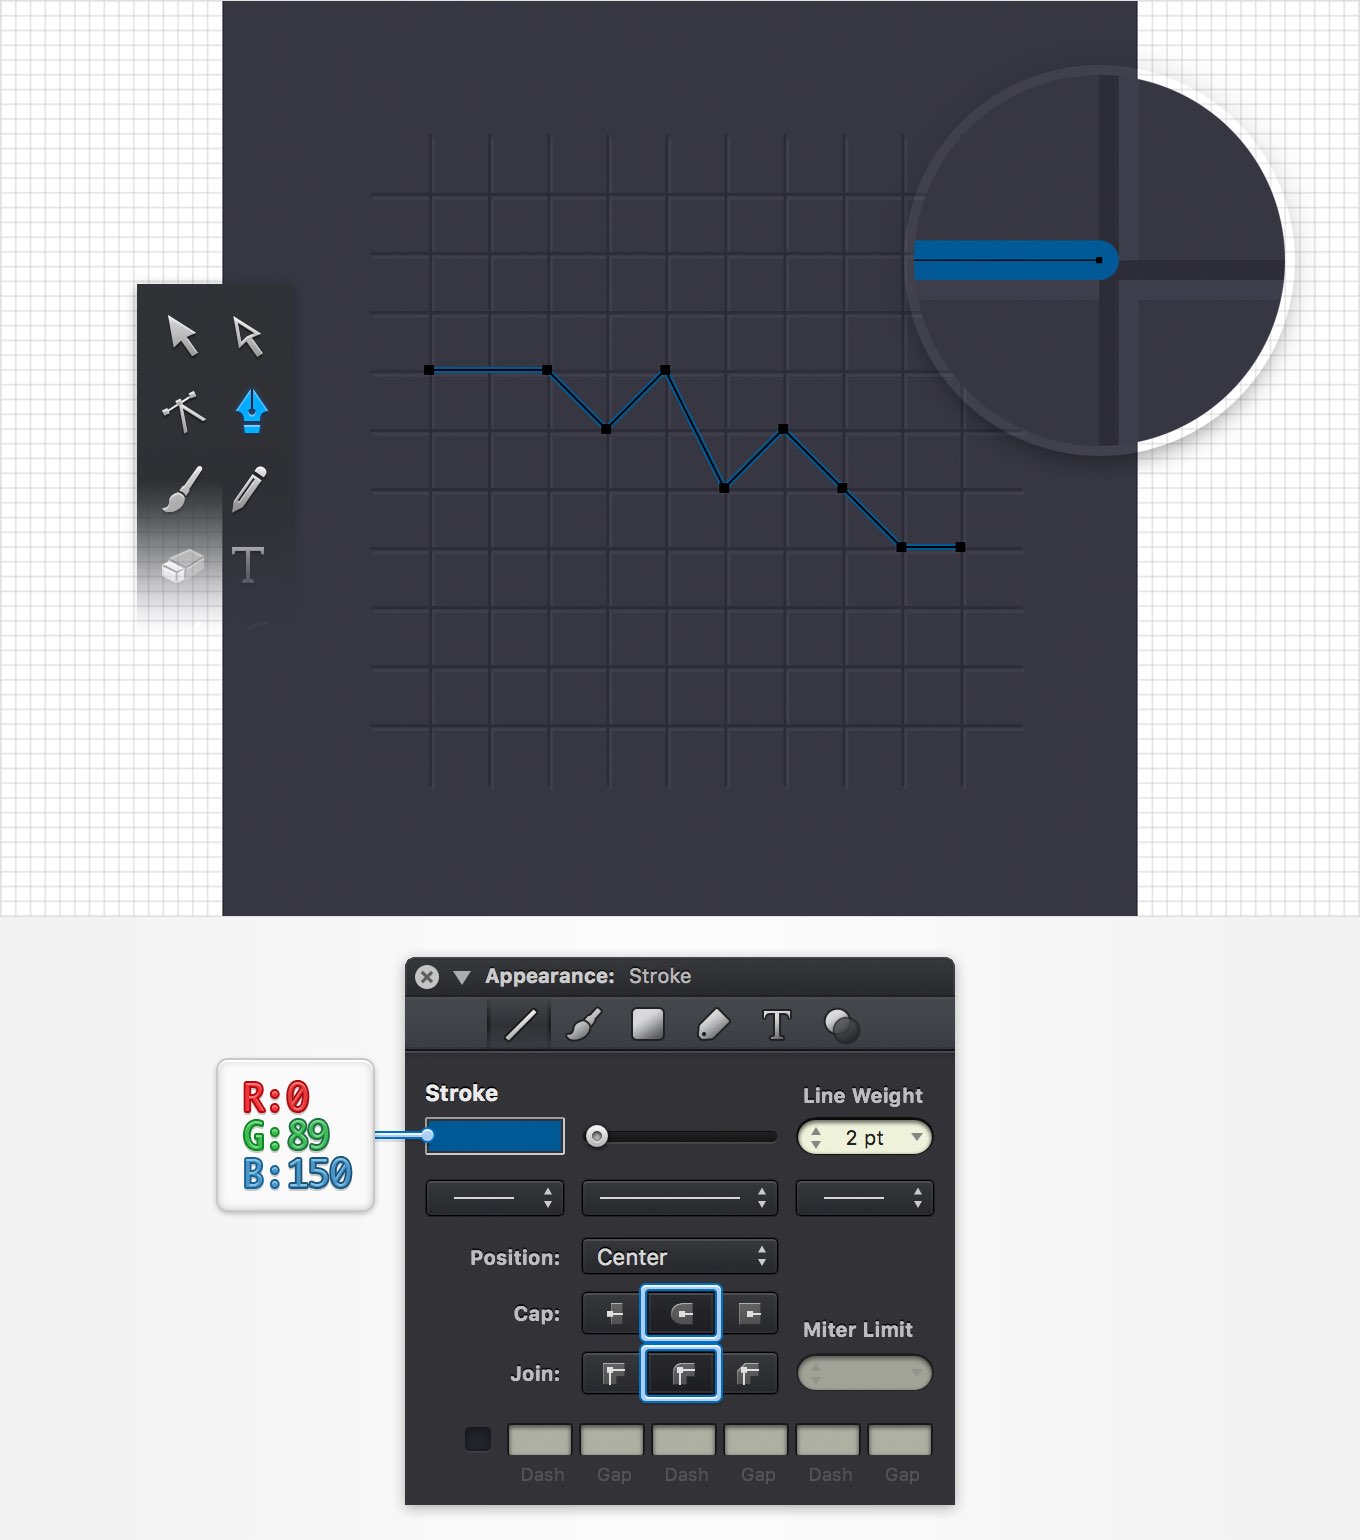 T
Appearance: Stroke
T
R:0
G:89
B:150
Stroke
Line Weight
2 pt
Position: Center
Cap:
Miter Limit
Join:
Dash Gap Dash Gap Dash Gap